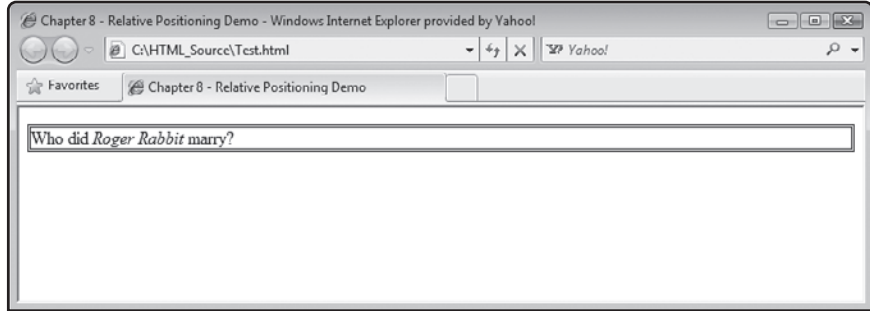 Chapter 8 - Relative Positioning Demo - Windows Internet Explorer provided by Yahoo!
C:\HTML_Source\Test.html
Yahoo!
Favorites
Chapter 8 - Relative Positioning Demo
Who did Roger Rabbit marry?